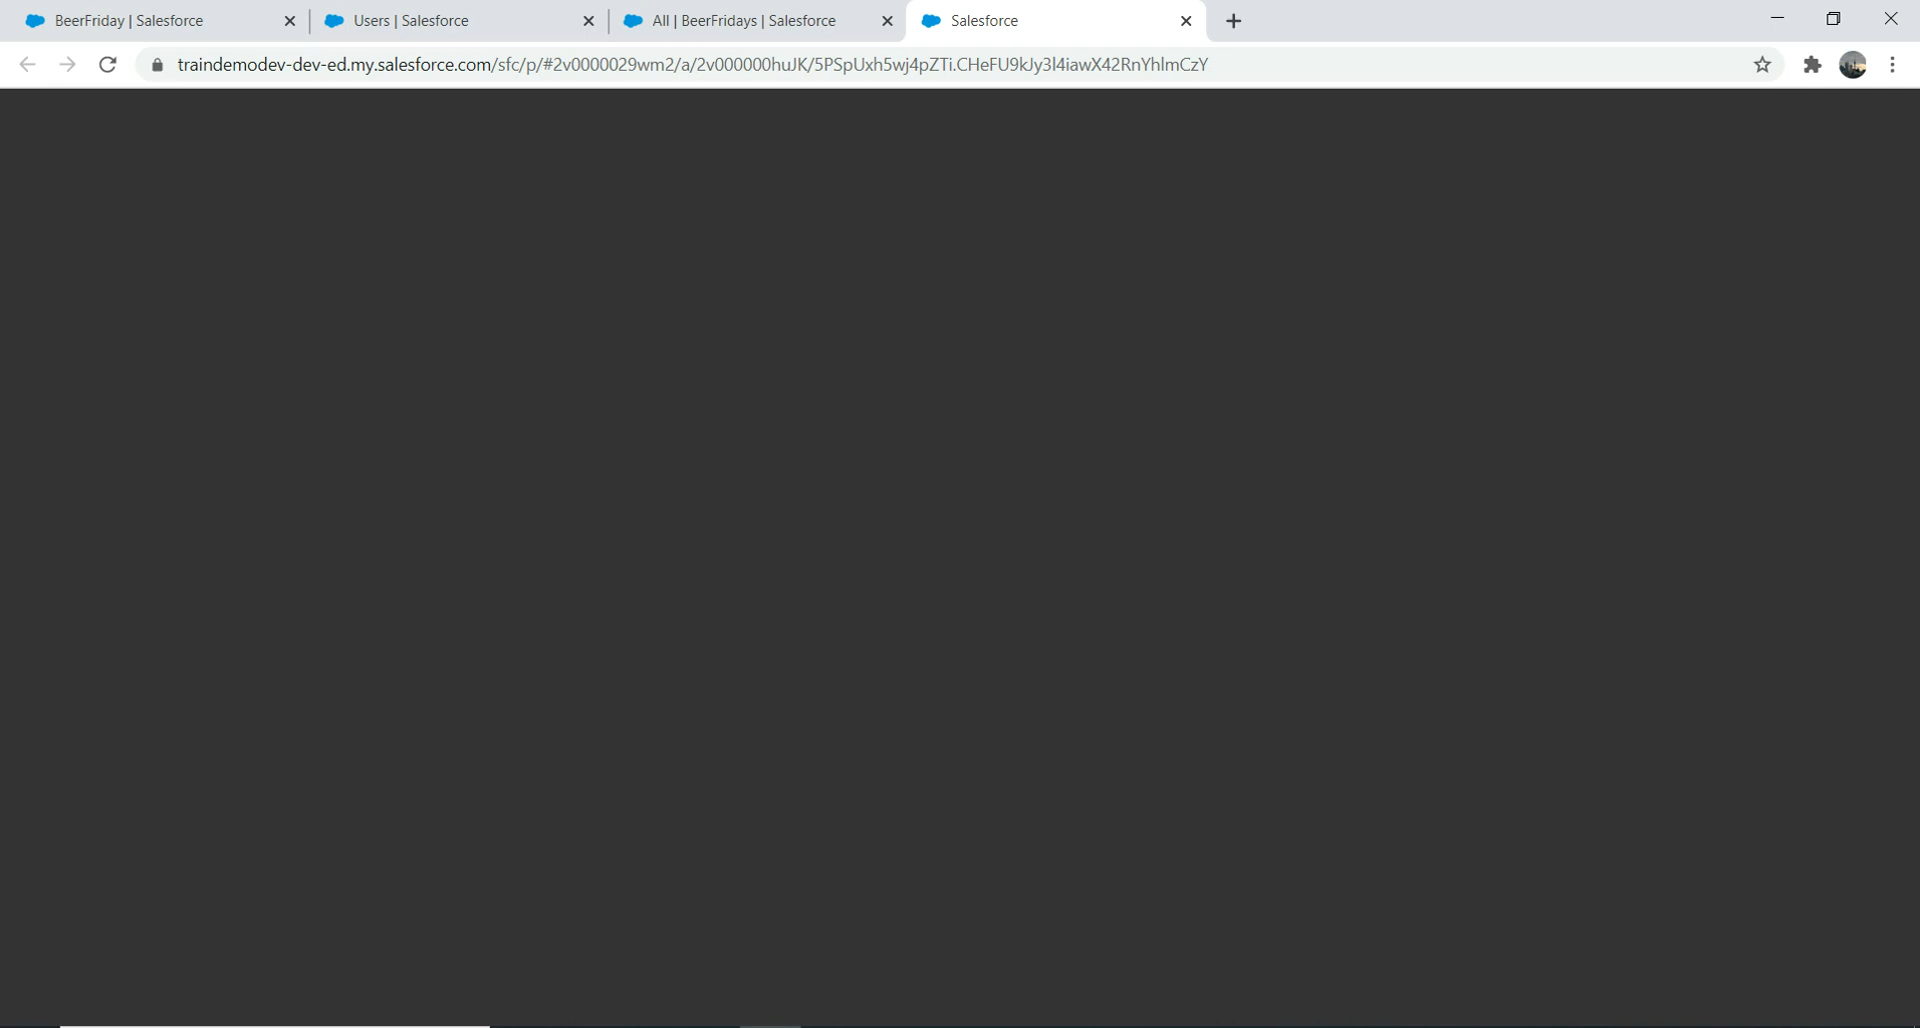 BeerFriday | Salesforce
Users | Salesforce
All | BeerFridays | Salesforce
Salesforce
traindemodev-dev-ed.my.salesforce.com/sfc/p/#2v0000029wm2/a/2v000000huJK/5PSpUxh5wj4pZTi.CHeFU9kJy3l4iawX42RnYhlmCzY